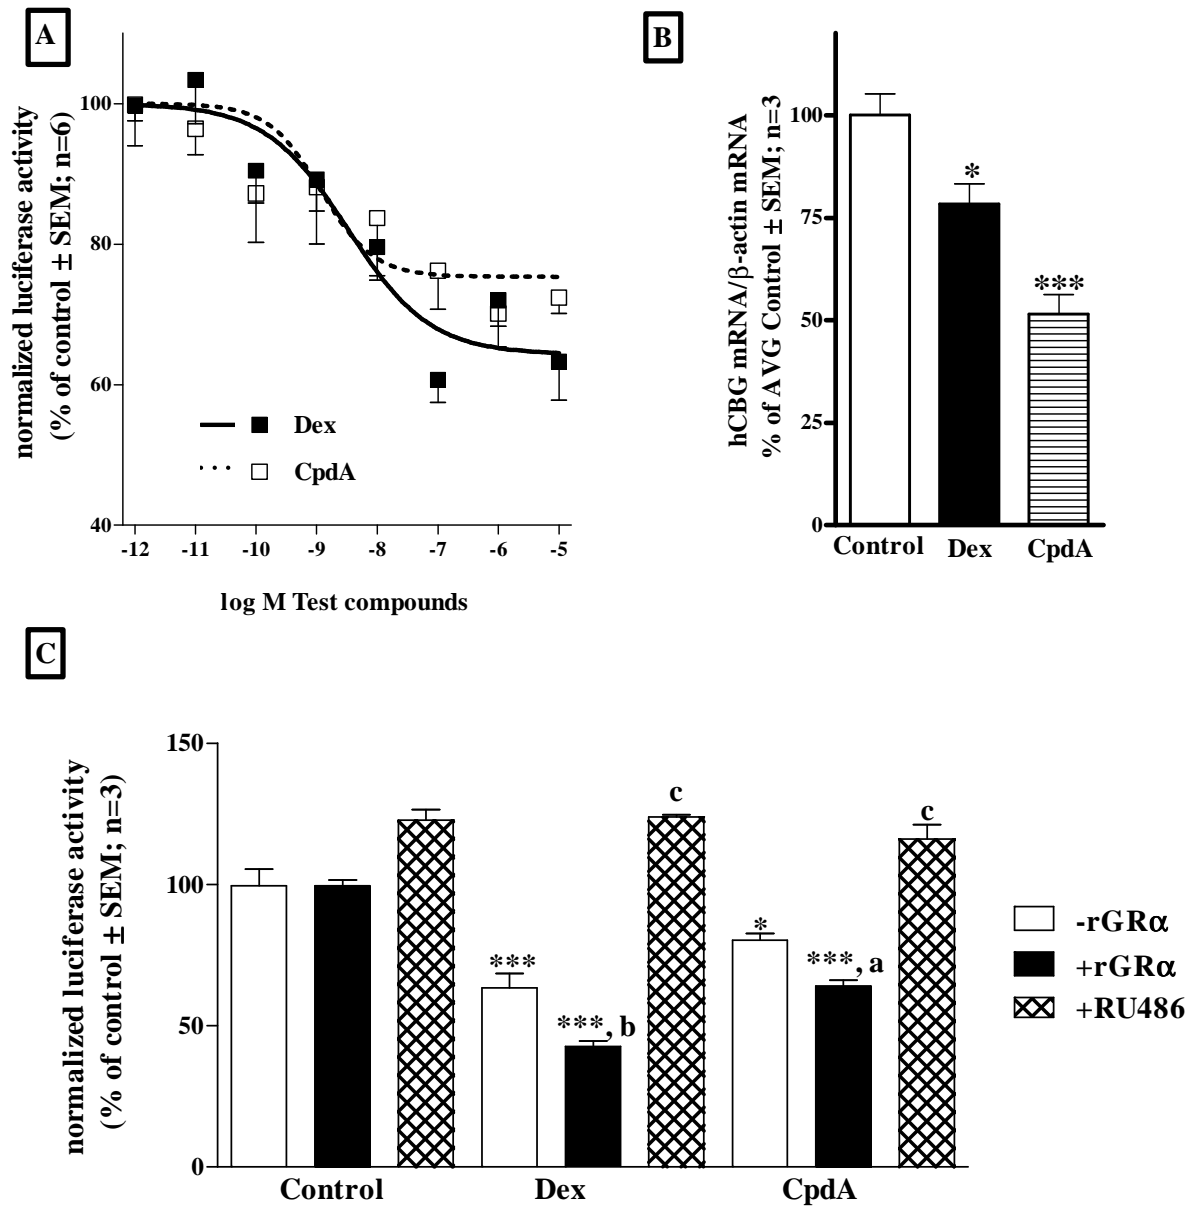 A
normalized luciferase activity
(% of control ± SEM; n=6)
100
80
60
40
Dex
CpdA
-12 -11 -10 -9 -8 -7 -6 -5
log M Test compounds
B
hCBG mRNA/β-actin mRNA
% of AVG Control ± SEM; n=3
100
75
50
25
0
*
***
Control Dex CpdA
C
normalized luciferase activity
(% of control ± SEM; n=3)
150
100
50
0
***
***, b
c
*
***, a
c
Control Dex CpdA
-rGRα
+rGRα
+RU486